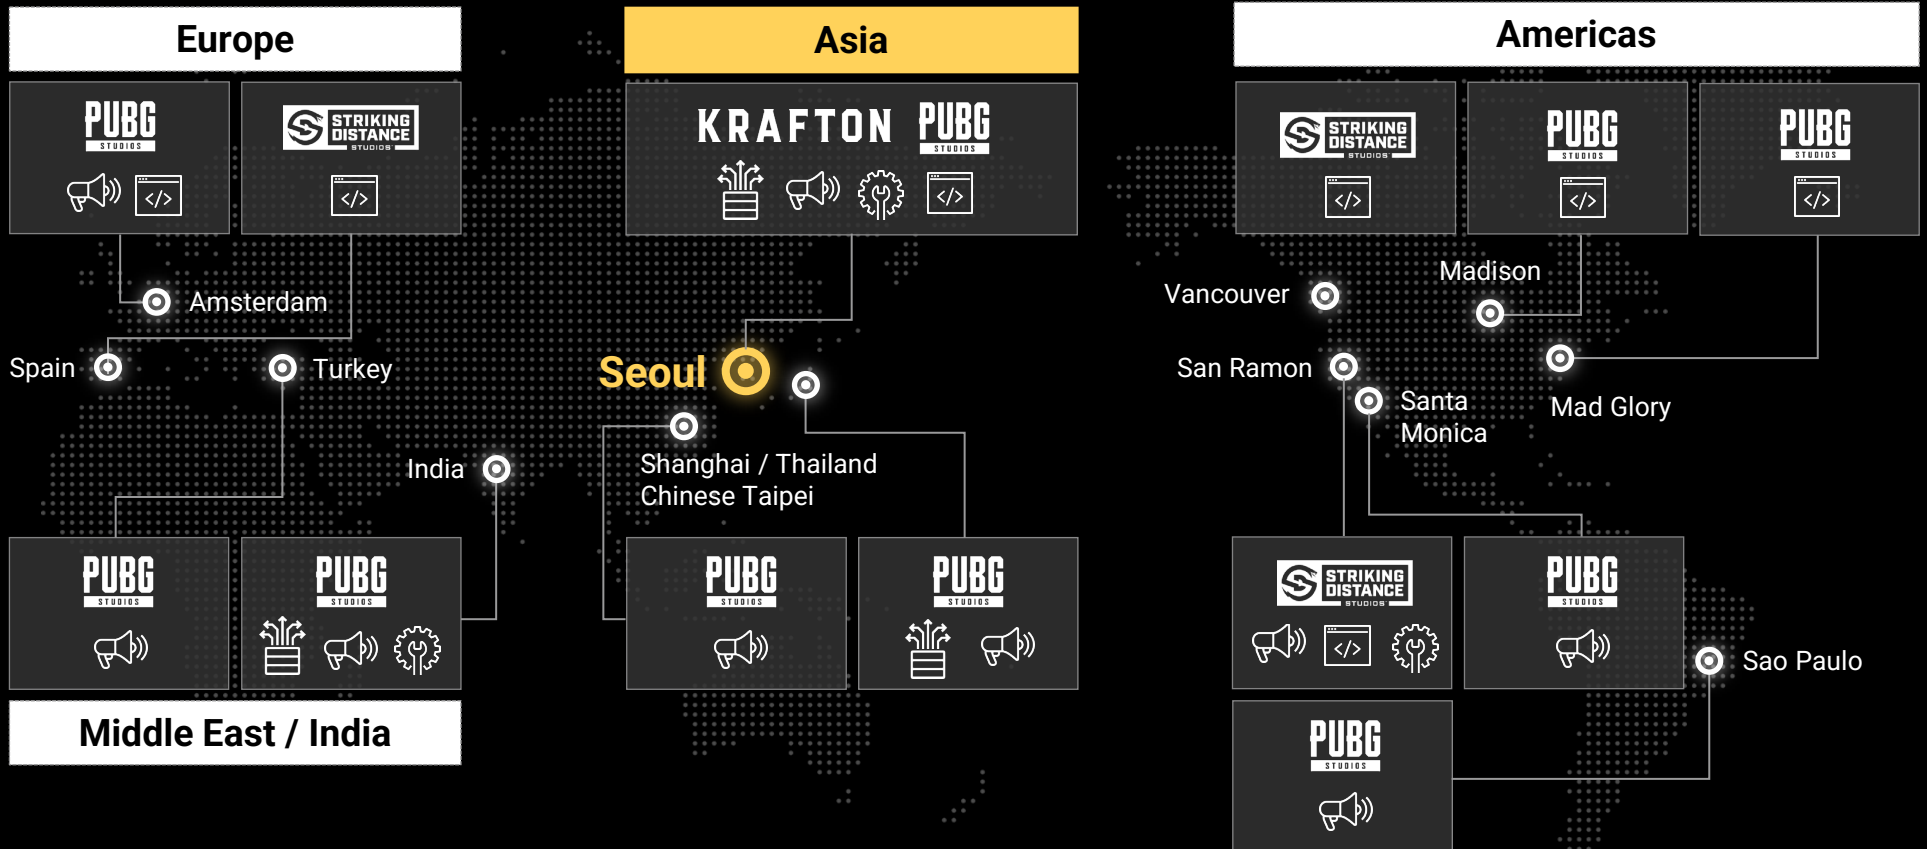 Europe
PUBG
STUDIOS
</>
STRIKING
DISTANCE
STUDIOS
</>
Amsterdam
Spain
Turkey
India
PUBG
STUDIOS
PUBG
STUDIOS
Middle East / India
Asia
KRAFTON
PUBG
STUDIOS
</>
Seoul
Shanghai / Thailand
Chinese Taipei
PUBG
STUDIOS
PUBG
STUDIOS
Americas
STRIKING
DISTANCE
STUDIOS
</>
PUBG
STUDIOS
</>
PUBG
STUDIOS
</>
Vancouver
Madison
San Ramon
Santa
Monica
Mad Glory
STRIKING
DISTANCE
STUDIOS
</>
PUBG
STUDIOS
Sao Paulo
PUBG
STUDIOS